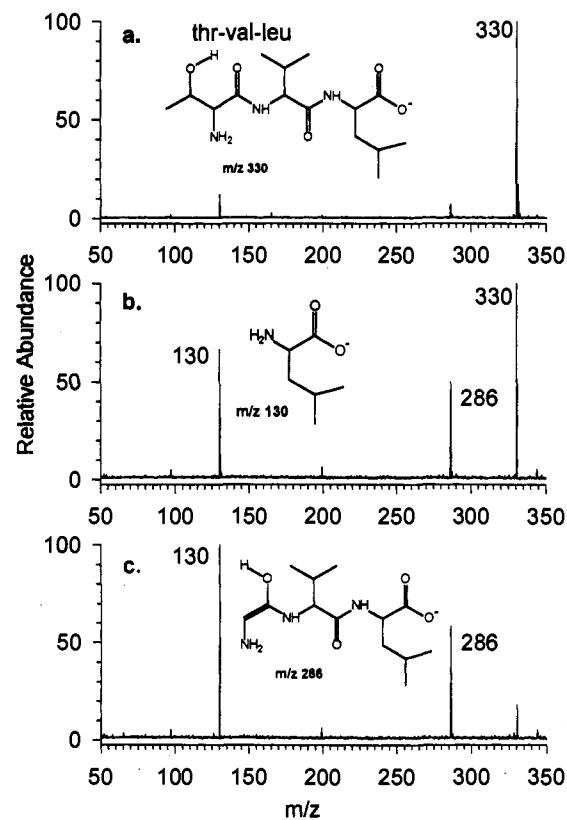 a.
thr-val-leu
330
H
O
O
O
NH
NH
O⁻
NH₂
O
m/z 330
100
50
0
50 100 150 200 250 300 350
b.
330
O
H₂N
O⁻
130
286
m/z 130
100
50
0
50 100 150 200 250 300 350
c.
130
H
O
O
NH
NH
O⁻
NH₂
O
286
m/z 286
100
50
0
50 100 150 200 250 300 350
m/z
Relative Abundance